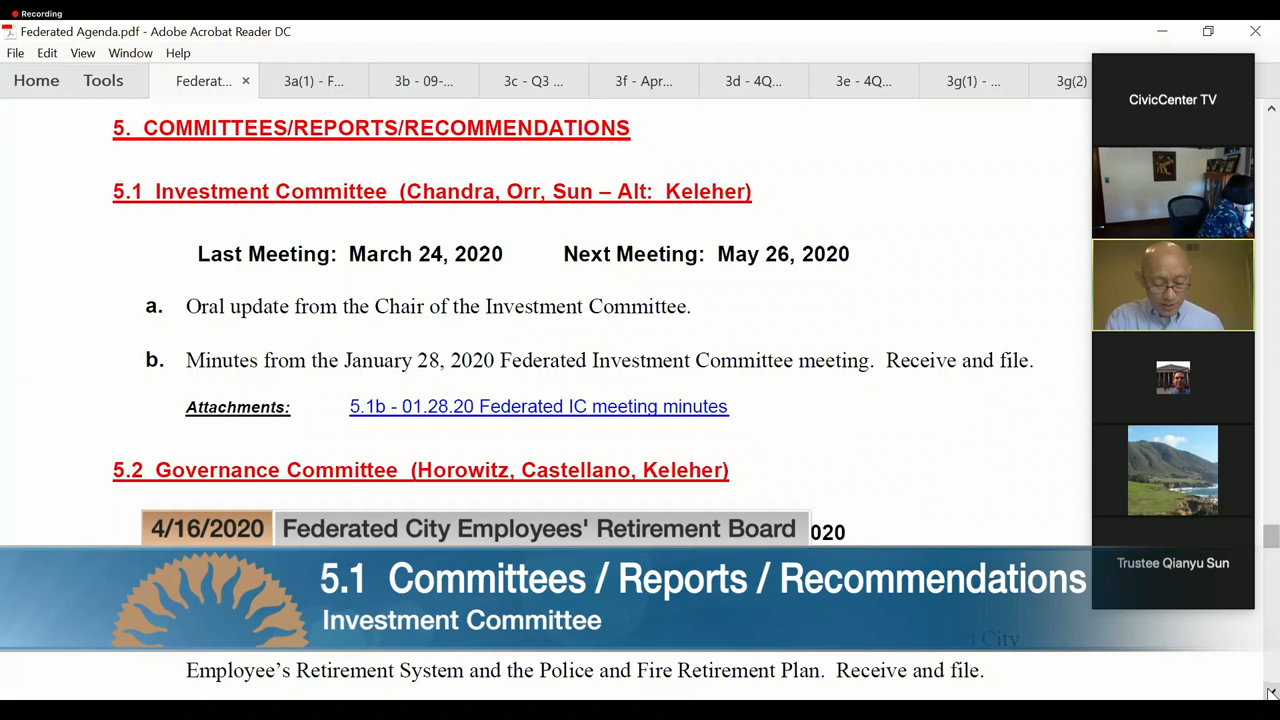 Recording
Federated Agenda.pdf - Adobe Acrobat Reader DC
File Edit View Window Help
Home Tools Federat... × 3a(1) - F... 3b - 09-... 3c - Q3 ... 3f - Apr... 3d - 4Q... 3e - 4Q... 3g(1) - ... 3g(2)
CivicCenter TV
5. COMMITTEES/REPORTS/RECOMMENDATIONS
5.1 Investment Committee (Chandra, Orr, Sun – Alt: Keleher)
Last Meeting: March 24, 2020 Next Meeting: May 26, 2020
a. Oral update from the Chair of the Investment Committee.
b. Minutes from the January 28, 2020 Federated Investment Committee meeting. Receive and file.
Attachments: 5.1b - 01.28.20 Federated IC meeting minutes
5.2 Governance Committee (Horowitz, Castellano, Keleher)
4/16/2020 Federated City Employees' Retirement Board
020
Trustee Qianyu Sun
5.1 Committees / Reports / Recommendations
Investment Committee
d City
Employee's Retirement System and the Police and Fire Retirement Plan. Receive and file.